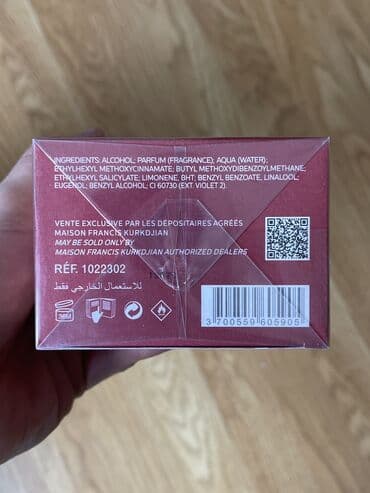 INGREDIENTS: ALCOHOL; PARFUM (FRAGRANCE); AQUA (WATER);
ETHYLHEXYL METHOXYCINNAMATE; BUTYL METHOXYDIBENZOYLMETHANE;
ETHYLHEXYL SALICYLATE; LIMONENE, BHT; BENZYL BENZOATE, LINALOOL;
EUGENOL; BENZYL ALCOHOL; CI 60730 (EXT. VIOLET 2).
VENTE EXCLUSIVE PAR LES DEPOSITAIRES AGRÉÉS
MAISON FRANCIS KURKDJIAN
MAY BE SOLD ONLY BY
MAISON FRANCIS KURKDJIAN AUTHORIZED DEALERS
RÉF. 1022302
للاستعمال الخارجي فقط
3 700559 605905